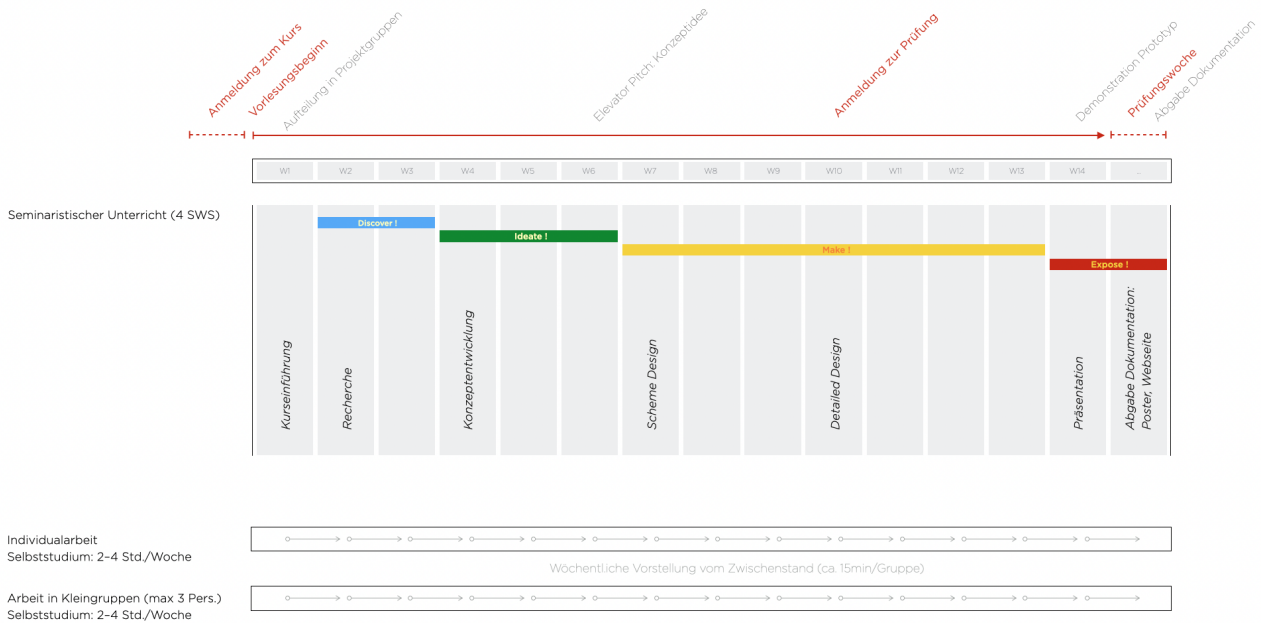 Anmeldung zum Kurs
Vorlesungsbeginn
Aufteilung in Projektgruppen
Elevator Pitch: Konzeptidee
Anmeldung zur Prüfung
Demonstration Prototyp
Prüfungswoche
Abgabe Dokumentation
W1 W2 W3 W4 W5 W6 W7 W8 W9 W10 W11 W12 W13 W14 ..
Seminaristischer Unterricht (4 SWS)
Discover !
Ideate !
Make !
Expose !
Kurseinführung
Recherche
Konzeptentwicklung
Scheme Design
Detailed Design
Präsentation
Abgabe Dokumentation:
Poster, Webseite
Individualarbeit
Selbststudium: 2–4 Std./Woche
Wöchentliche Vorstellung vom Zwischenstand (ca. 15min/Gruppe)
Arbeit in Kleingruppen (max 3 Pers.)
Selbststudium: 2–4 Std./Woche